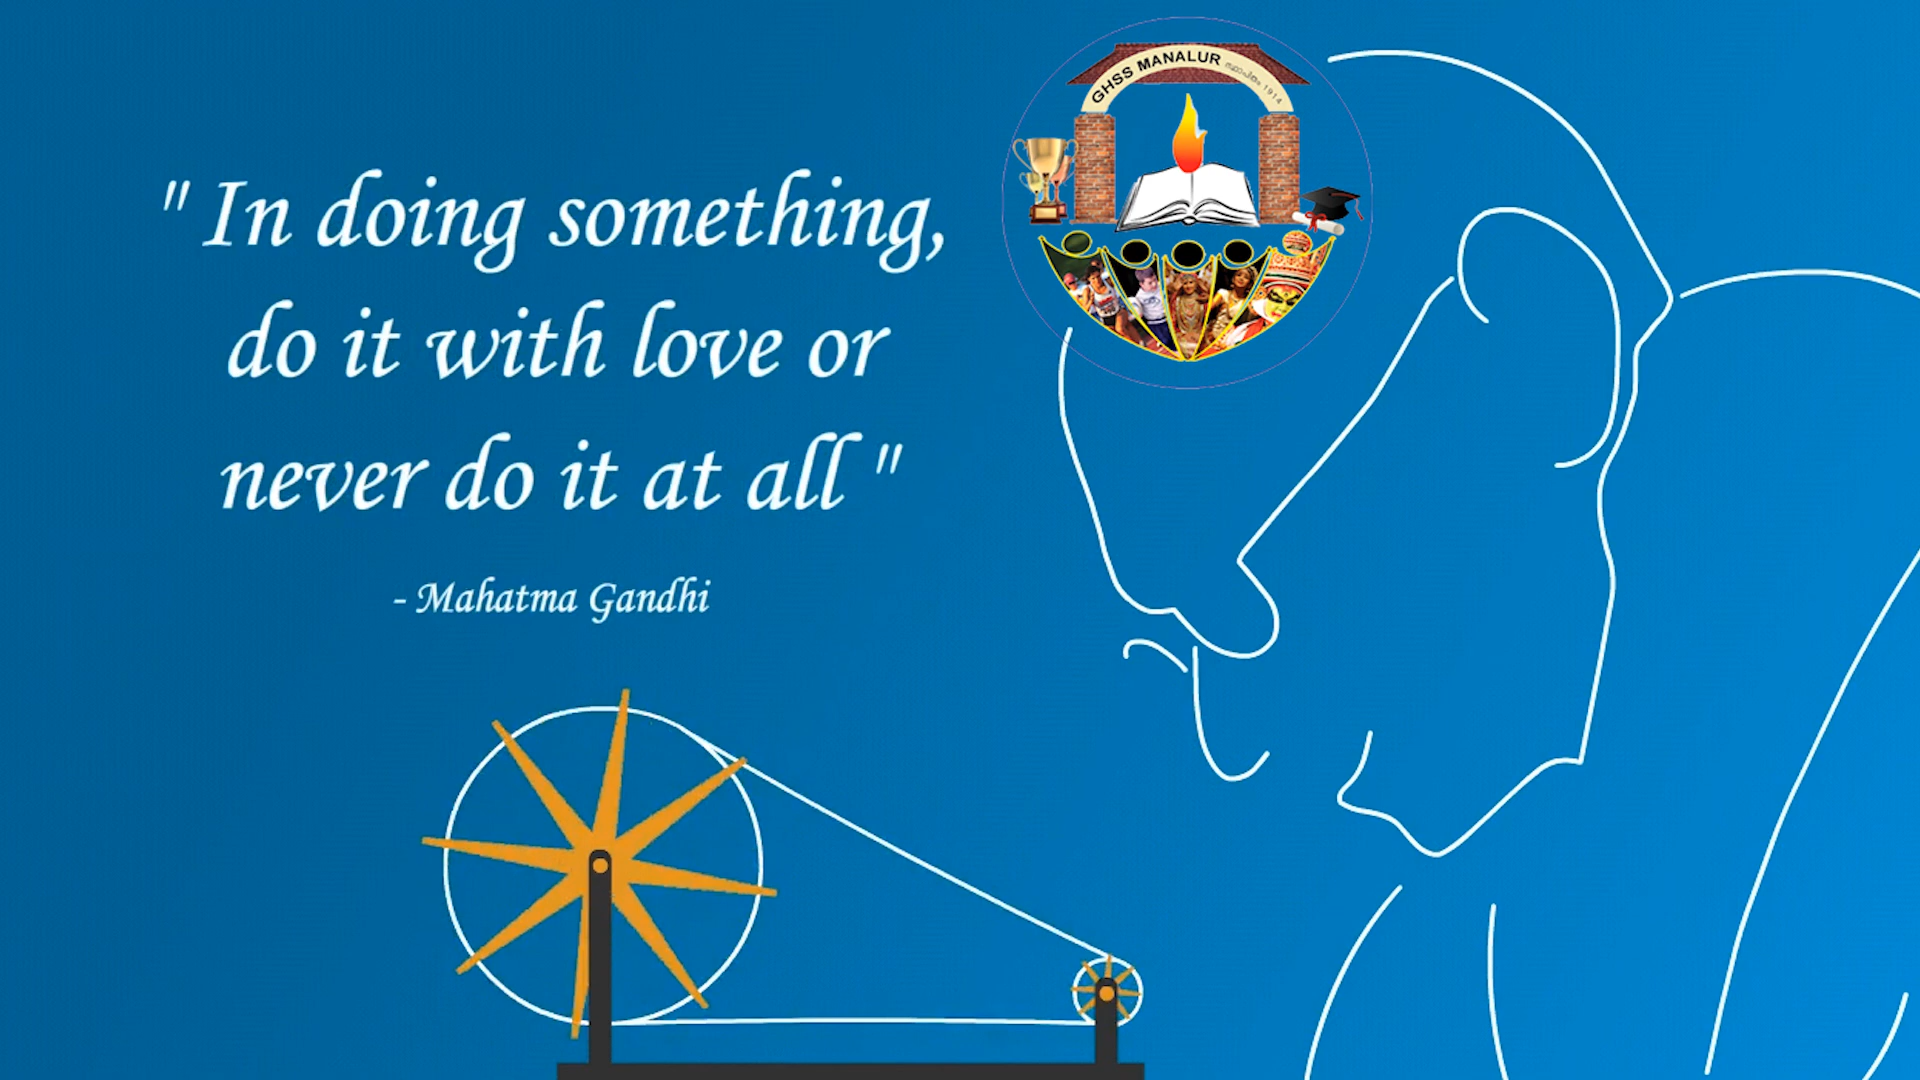 " In doing something,
do it with love or
never do it at all "
- Mahatma Gandhi
GHSS MANALUR സ്ഥാപിതം 1914